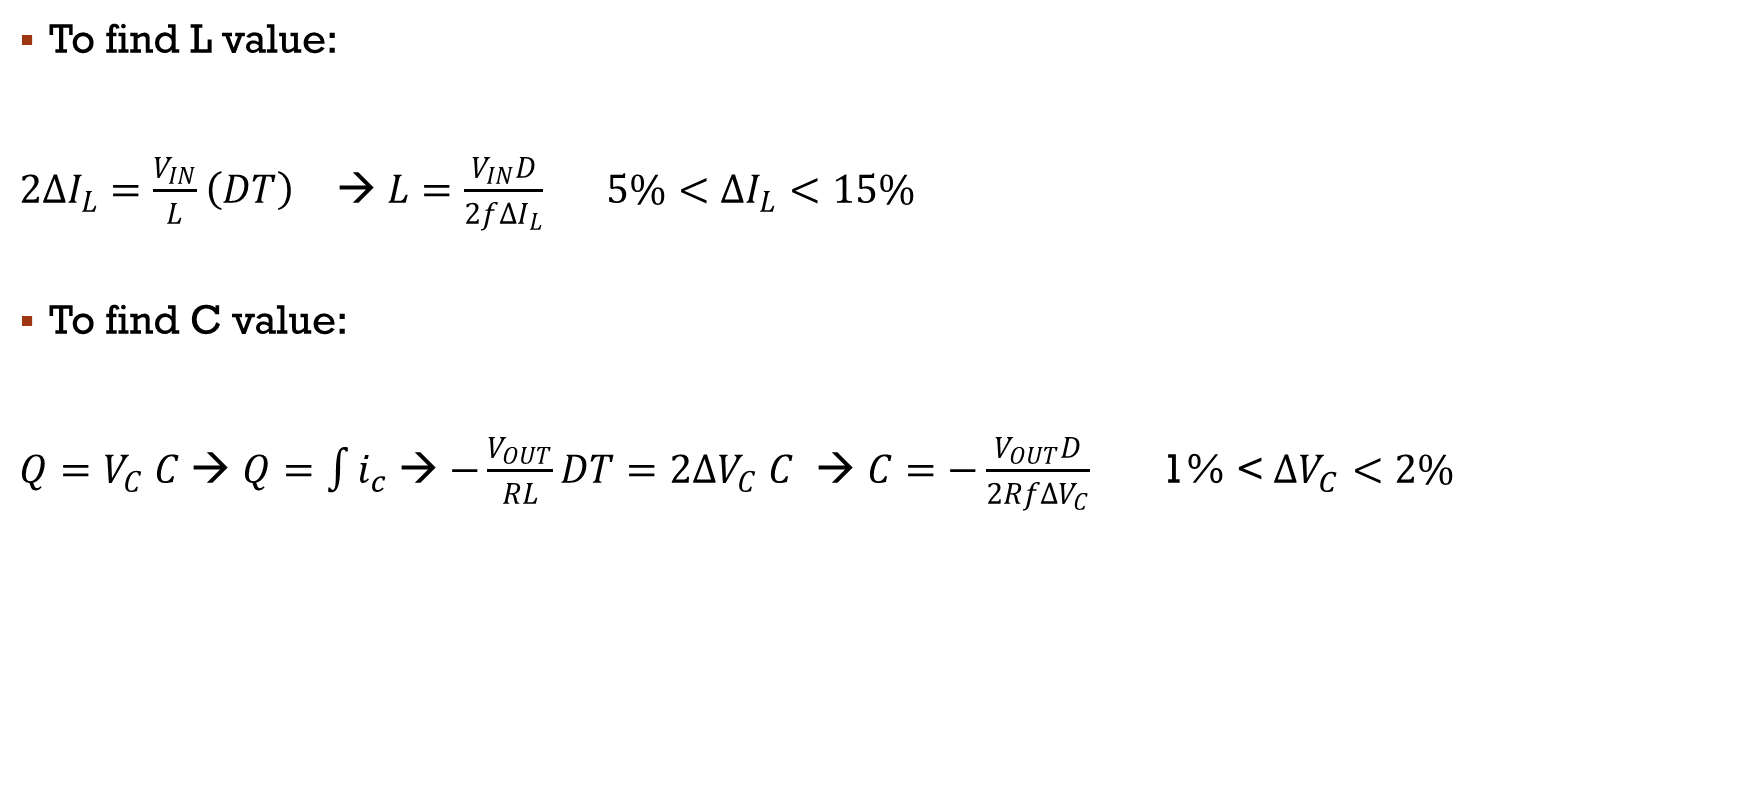 ▪ To find L value:
2ΔI_L = V_IN/L (DT) → L = V_IN D/2fΔI_L 5% < ΔI_L < 15%
▪ To find C value:
Q = V_C C → Q = ∫ i_c → −V_OUT/RL DT = 2ΔV_C C → C = −V_OUT D/2RfΔV_C 1% < ΔV_C < 2%